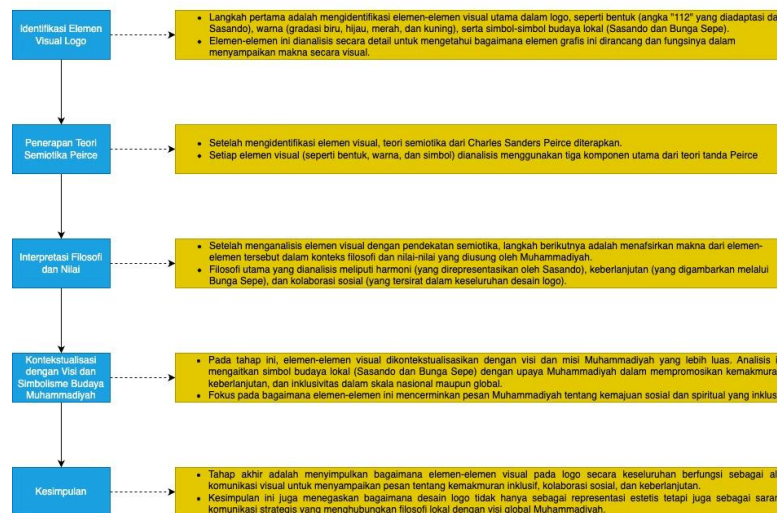 Identifikasi Elemen
Visual Logo
• Langkah pertama adalah mengidentifikasi elemen-elemen visual utama dalam logo, seperti bentuk (angka "112" yang diadaptasi da
Sasando), warna (gradasi biru, hijau, merah, dan kuning), serta simbol-simbol budaya lokal (Sasando dan Bunga Sepe).
• Elemen-elemen ini dianalisis secara detail untuk mengetahui bagaimana elemen grafis ini dirancang dan fungsinya dalam
menyampaikan makna secara visual.
Penerapan Teori
Semiotika Peirce
• Setelah mengidentifikasi elemen visual, teori semiotika dari Charles Sanders Peirce diterapkan.
• Setiap elemen visual (seperti bentuk, warna, dan simbol) dianalisis menggunakan tiga komponen utama dari teori tanda Peirce
Interpretasi Filosofi
dan Nilai
• Setelah menganalisis elemen visual dengan pendekatan semiotika, langkah berikutnya adalah menafsirkan makna dari elemen-
elemen tersebut dalam konteks filosofi dan nilai-nilai yang diusung oleh Muhammadiyah.
• Filosofi utama yang dianalisis meliputi harmoni (yang direpresentasikan oleh Sasando), keberlanjutan (yang digambarkan melalui
Bunga Sepe), dan kolaborasi sosial (yang tersirat dalam keseluruhan desain logo).
Kontekstualisasi
dengan Visi dan
Simbolisme Budaya
Muhammadiyah
• Pada tahap ini, elemen-elemen visual dikontekstualisasikan dengan visi dan misi Muhammadiyah yang lebih luas. Analisis i
mengaitkan simbol budaya lokal (Sasando dan Bunga Sepe) dengan upaya Muhammadiyah dalam mempromosikan kemakmura
keberlanjutan, dan inklusivitas dalam skala nasional maupun global.
• Fokus pada bagaimana elemen-elemen ini mencerminkan pesan Muhammadiyah tentang kemajuan sosial dan spiritual yang inklus
Kesimpulan
• Tahap akhir adalah menyimpulkan bagaimana elemen-elemen visual pada logo secara keseluruhan berfungsi sebagai al
komunikasi visual untuk menyampaikan pesan tentang kemakmuran inklusif, kolaborasi sosial, dan keberlanjutan.
• Kesimpulan ini juga menegaskan bagaimana desain logo tidak hanya sebagai representasi estetis tetapi juga sebagai saran
komunikasi strategis yang menghubungkan filosofi lokal dengan visi global Muhammadiyah.